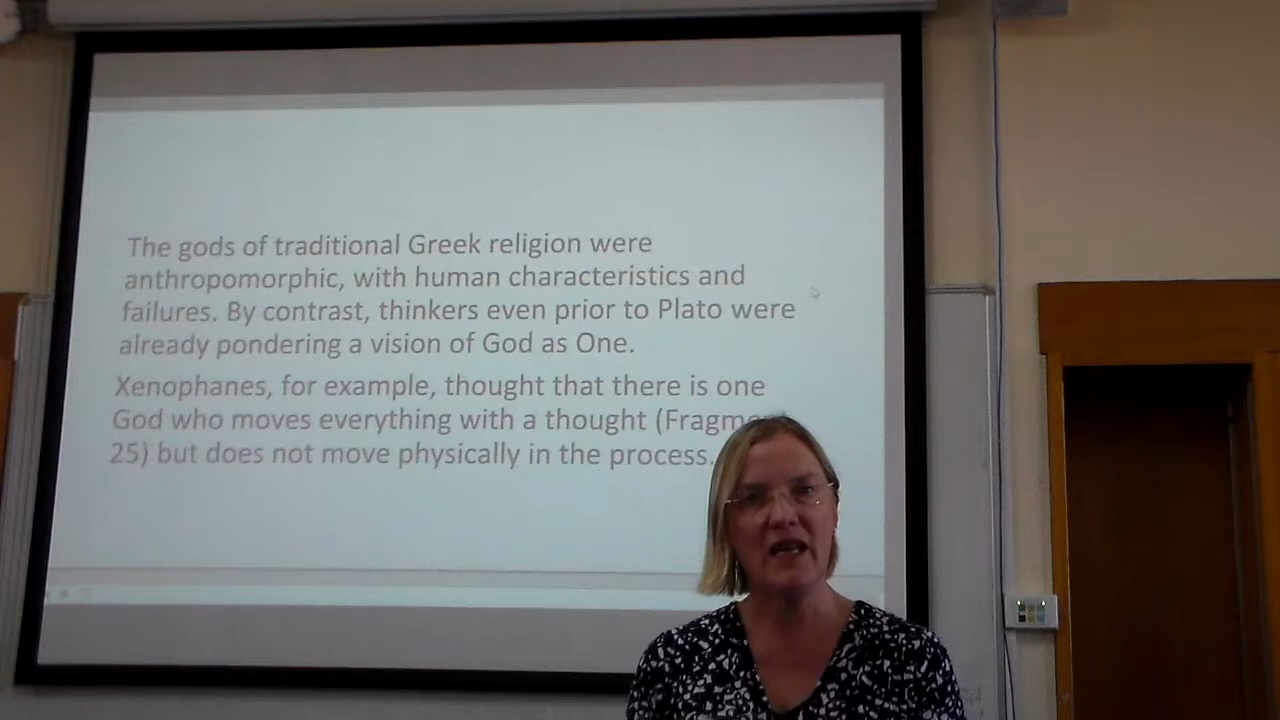 The gods of traditional Greek religion were
anthropomorphic, with human characteristics and
failures. By contrast, thinkers even prior to Plato were
already pondering a vision of God as One.
Xenophanes, for example, thought that there is one
God who moves everything with a thought (Fragm
25) but does not move physically in the process.